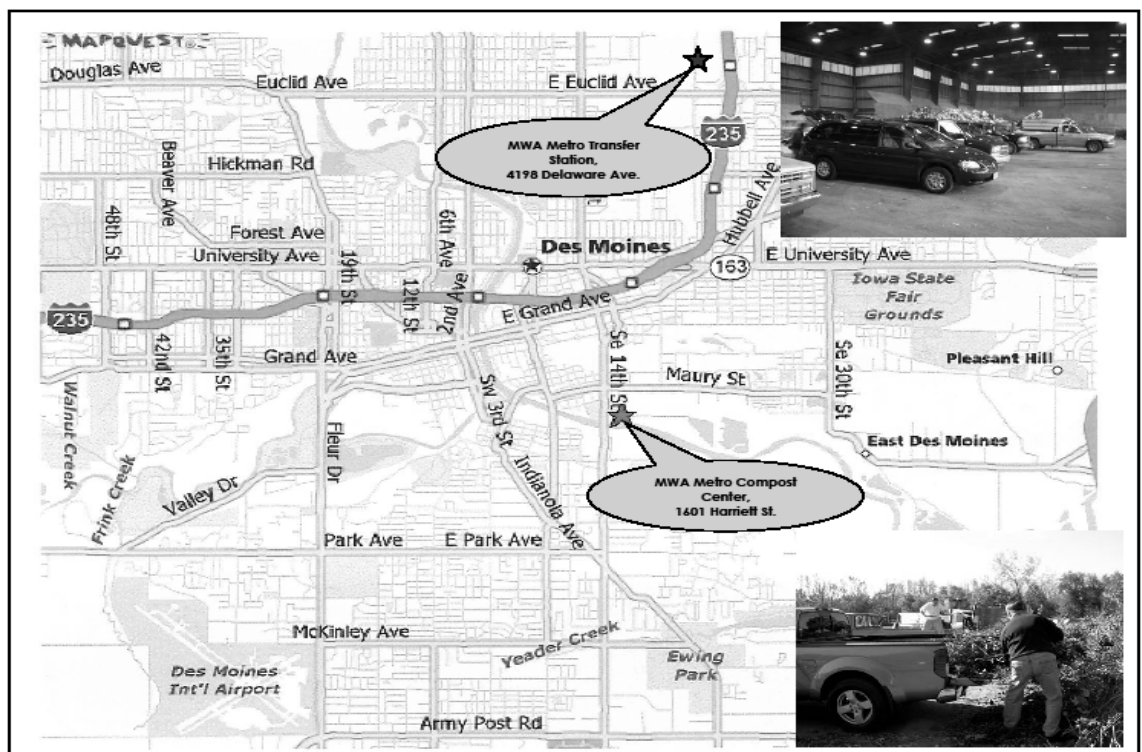 MAPQUEST
Douglas Ave
Euclid Ave
E Euclid Ave
235
MWA Metro Transfer
Station,
4198 Delaware Ave.
Hickman Rd
Beaver Ave
48th St
Forest Ave
University Ave
19th St
6th Ave
12th St
2nd Ave
Des Moines
Hubbell Ave
163
E University Ave
Iowa State
Fair
Grounds
235
42nd St
35th St
Grand Ave
E Grand Ave
Se 14th St
Maury St
Se 30th St
Pleasant Hill
Walnut Creek
Fleur Dr
Sw 3rd St
East Des Moines
MWA Metro Compost
Center,
1601 Harriett St.
Frink Creek
Valley Dr
Indianola Ave
Park Ave
E Park Ave
McKinley Ave
Yeader Creek
Ewing
Park
Des Moines
Int'l Airport
Army Post Rd